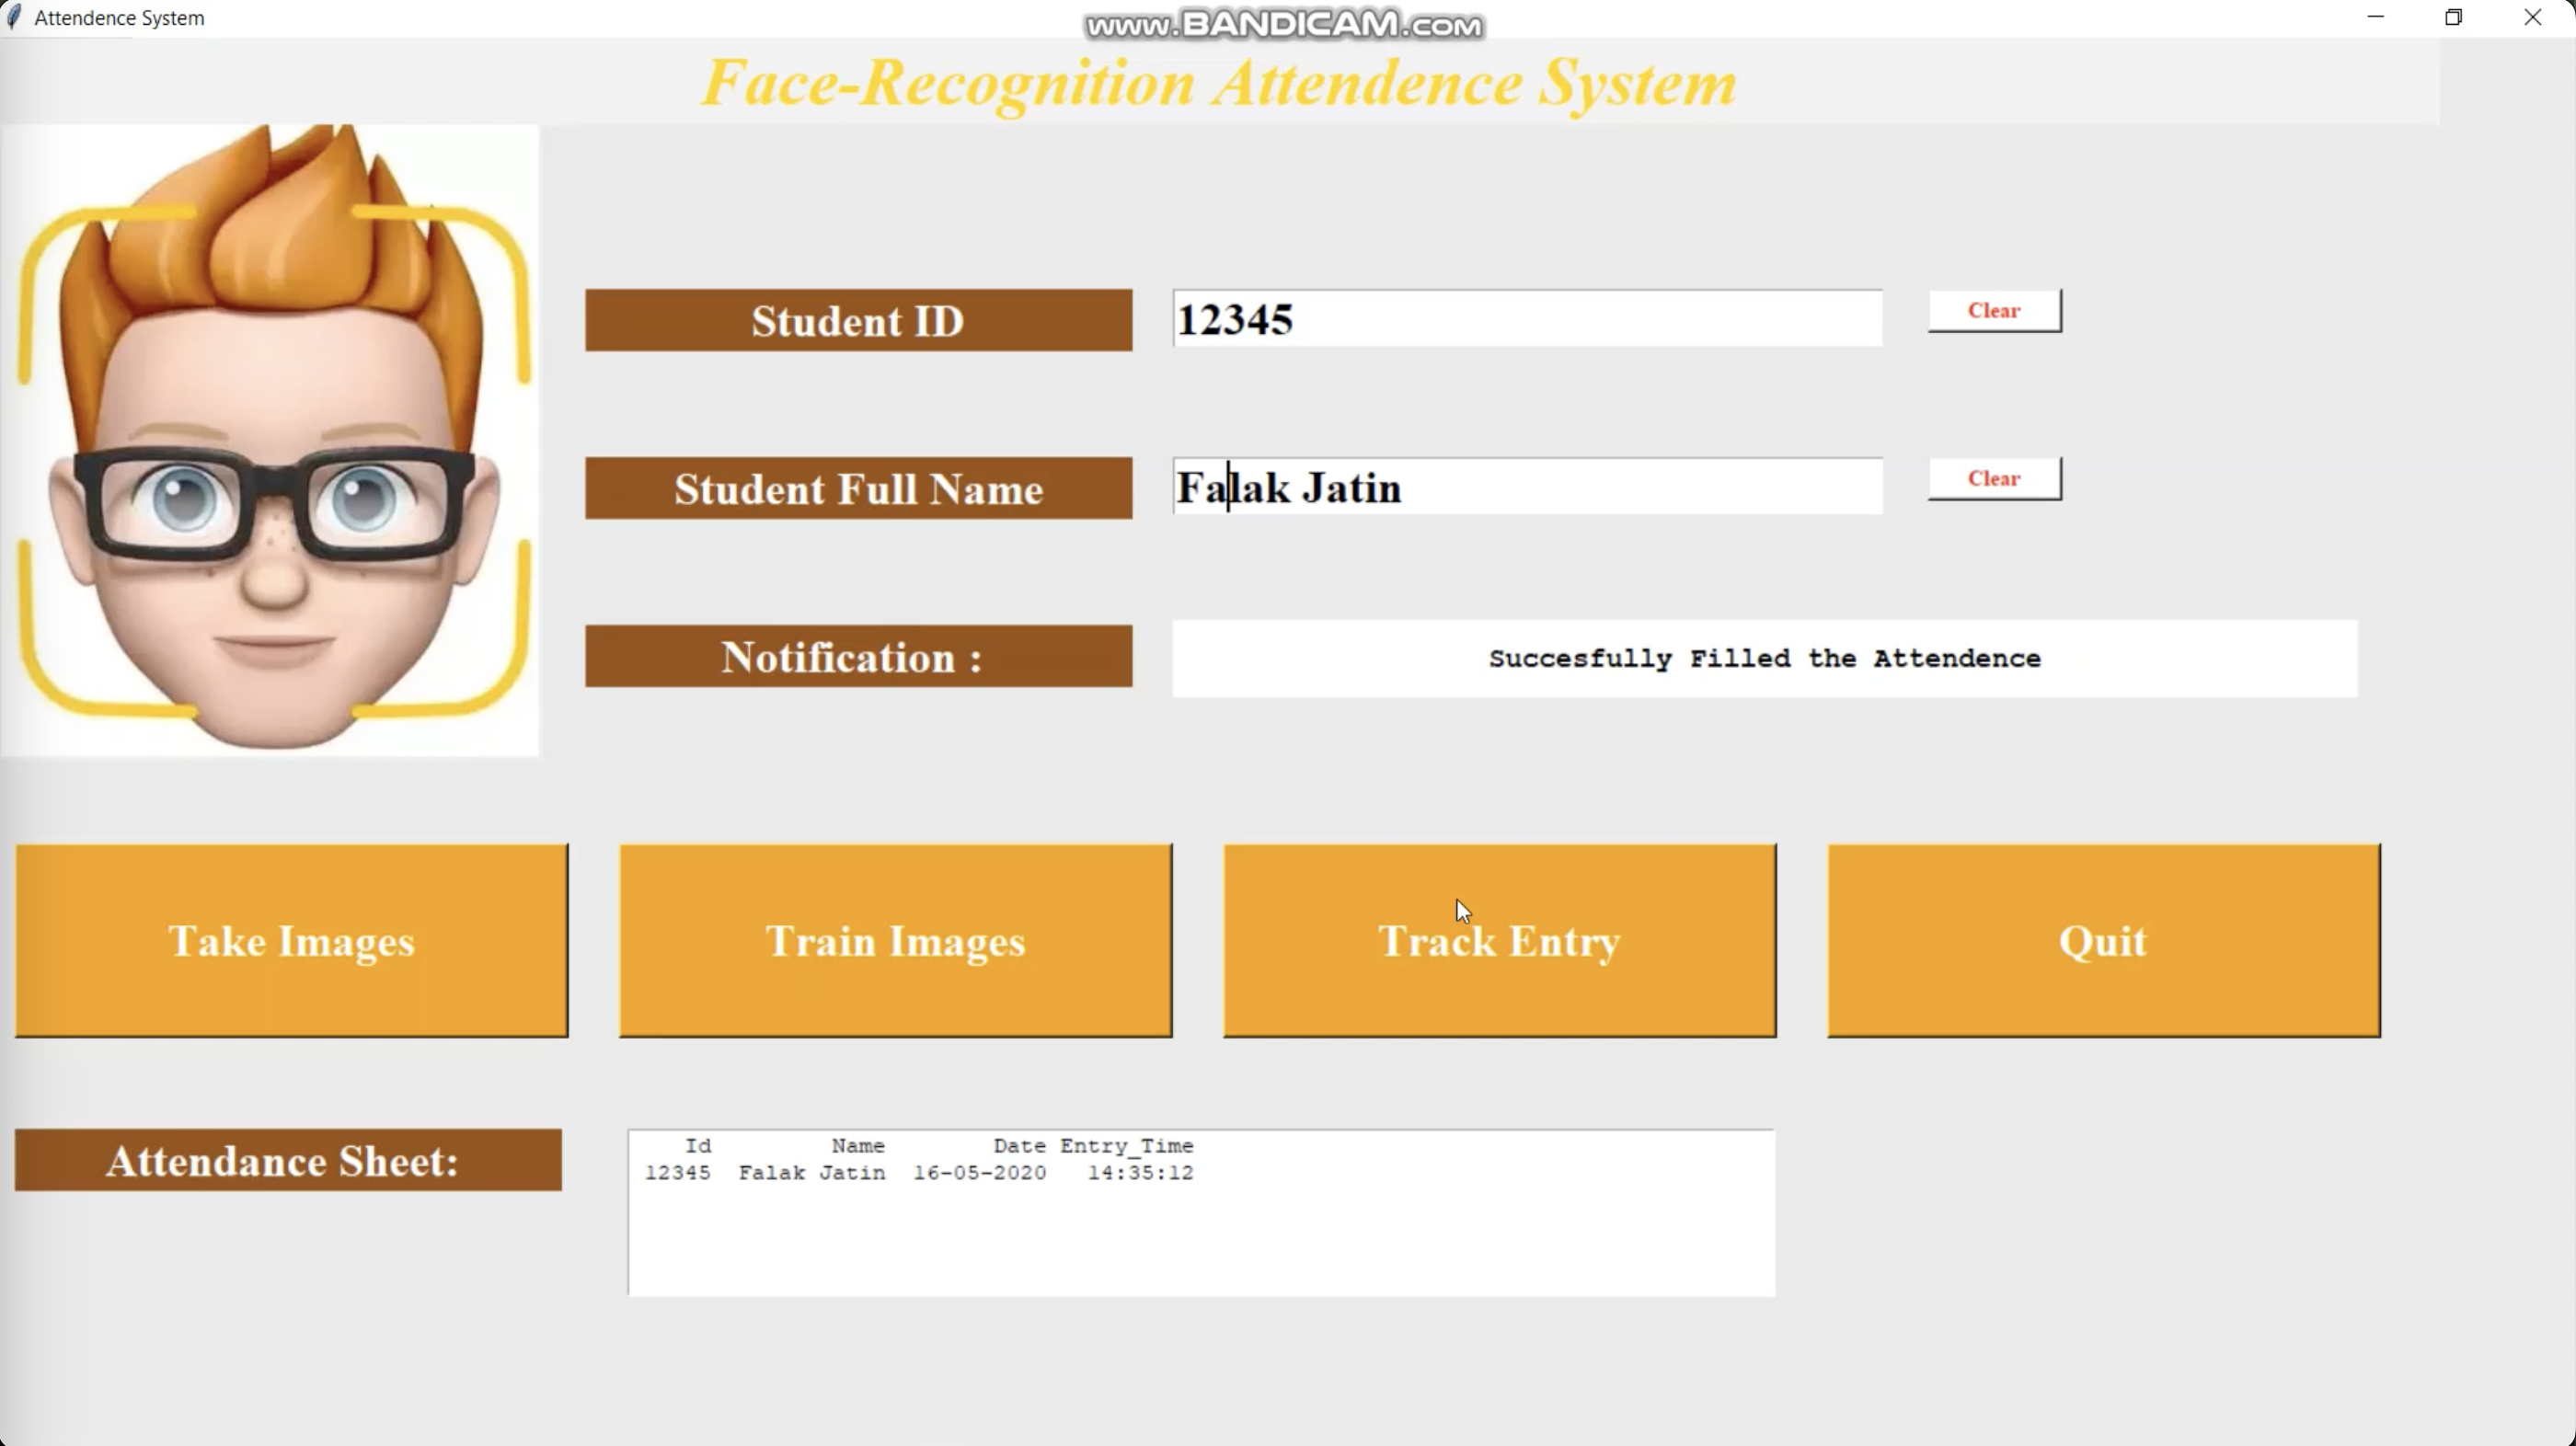 Attendence System
www.BANDICAM.com
Face-Recognition Attendence System
Student ID
12345
Clear
Student Full Name
Falak Jatin
Clear
Notification :
Succesfully Filled the Attendence
Take Images
Train Images
Track Entry
Quit
Attendance Sheet:
Id Name Date Entry_Time
12345 Falak Jatin 16-05-2020 14:35:12